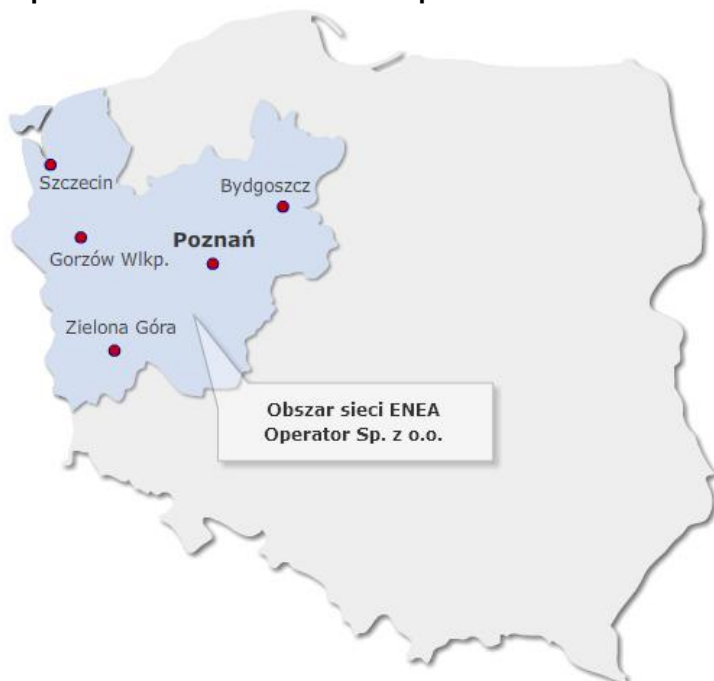 Szczecin
Bydgoszcz
Poznań
Gorzów Wlkp.
Zielona Góra
Obszar sieci ENEA
Operator Sp. z o.o.